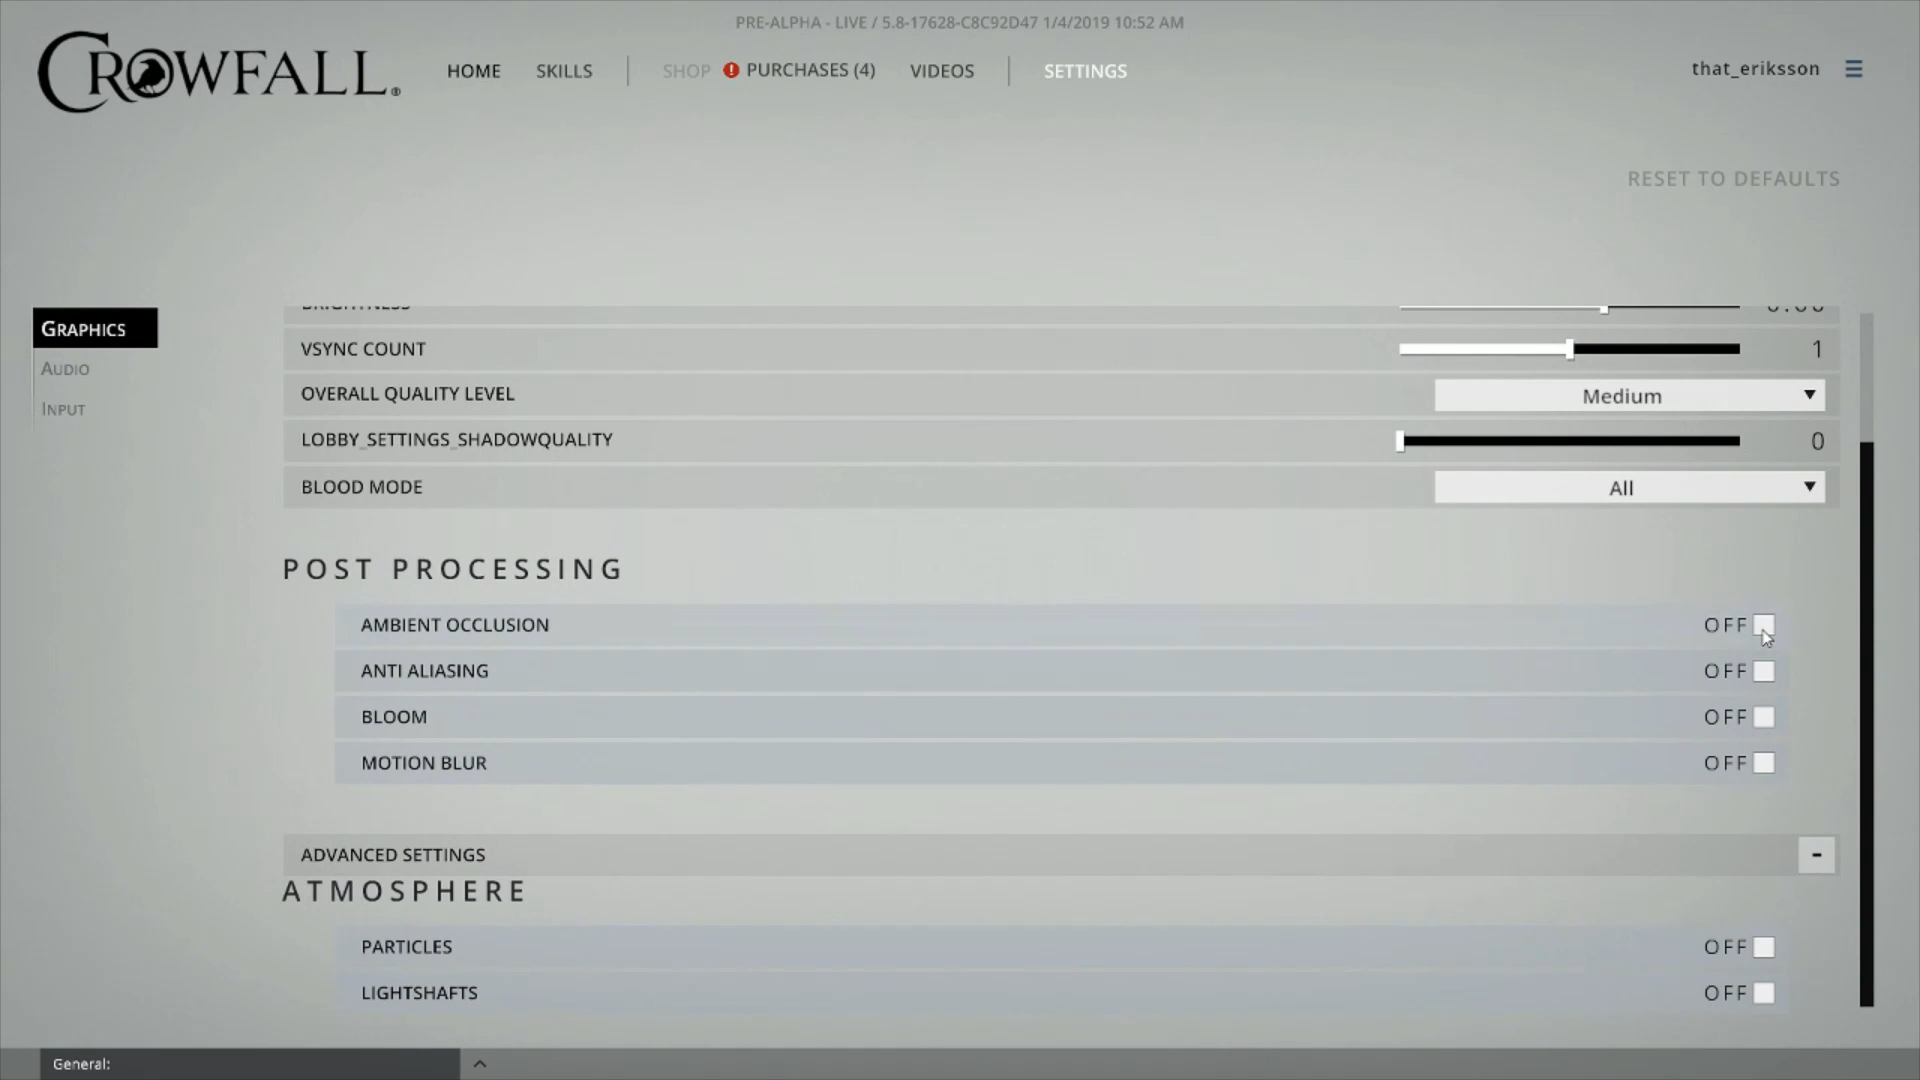 PRE-ALPHA - LIVE / 5.8-17628-C8C92D47 1/4/2019 10:52 AM
CROWFALL®
HOME SKILLS SHOP ! PURCHASES (4) VIDEOS SETTINGS that_eriksson
RESET TO DEFAULTS
GRAPHICS
AUDIO
INPUT
BRIGHTNESS
VSYNC COUNT 1
OVERALL QUALITY LEVEL Medium
LOBBY_SETTINGS_SHADOWQUALITY 0
BLOOD MODE All
POST PROCESSING
AMBIENT OCCLUSION OFF
ANTI ALIASING OFF
BLOOM OFF
MOTION BLUR OFF
ADVANCED SETTINGS -
ATMOSPHERE
PARTICLES OFF
LIGHTSHAFTS OFF
General: